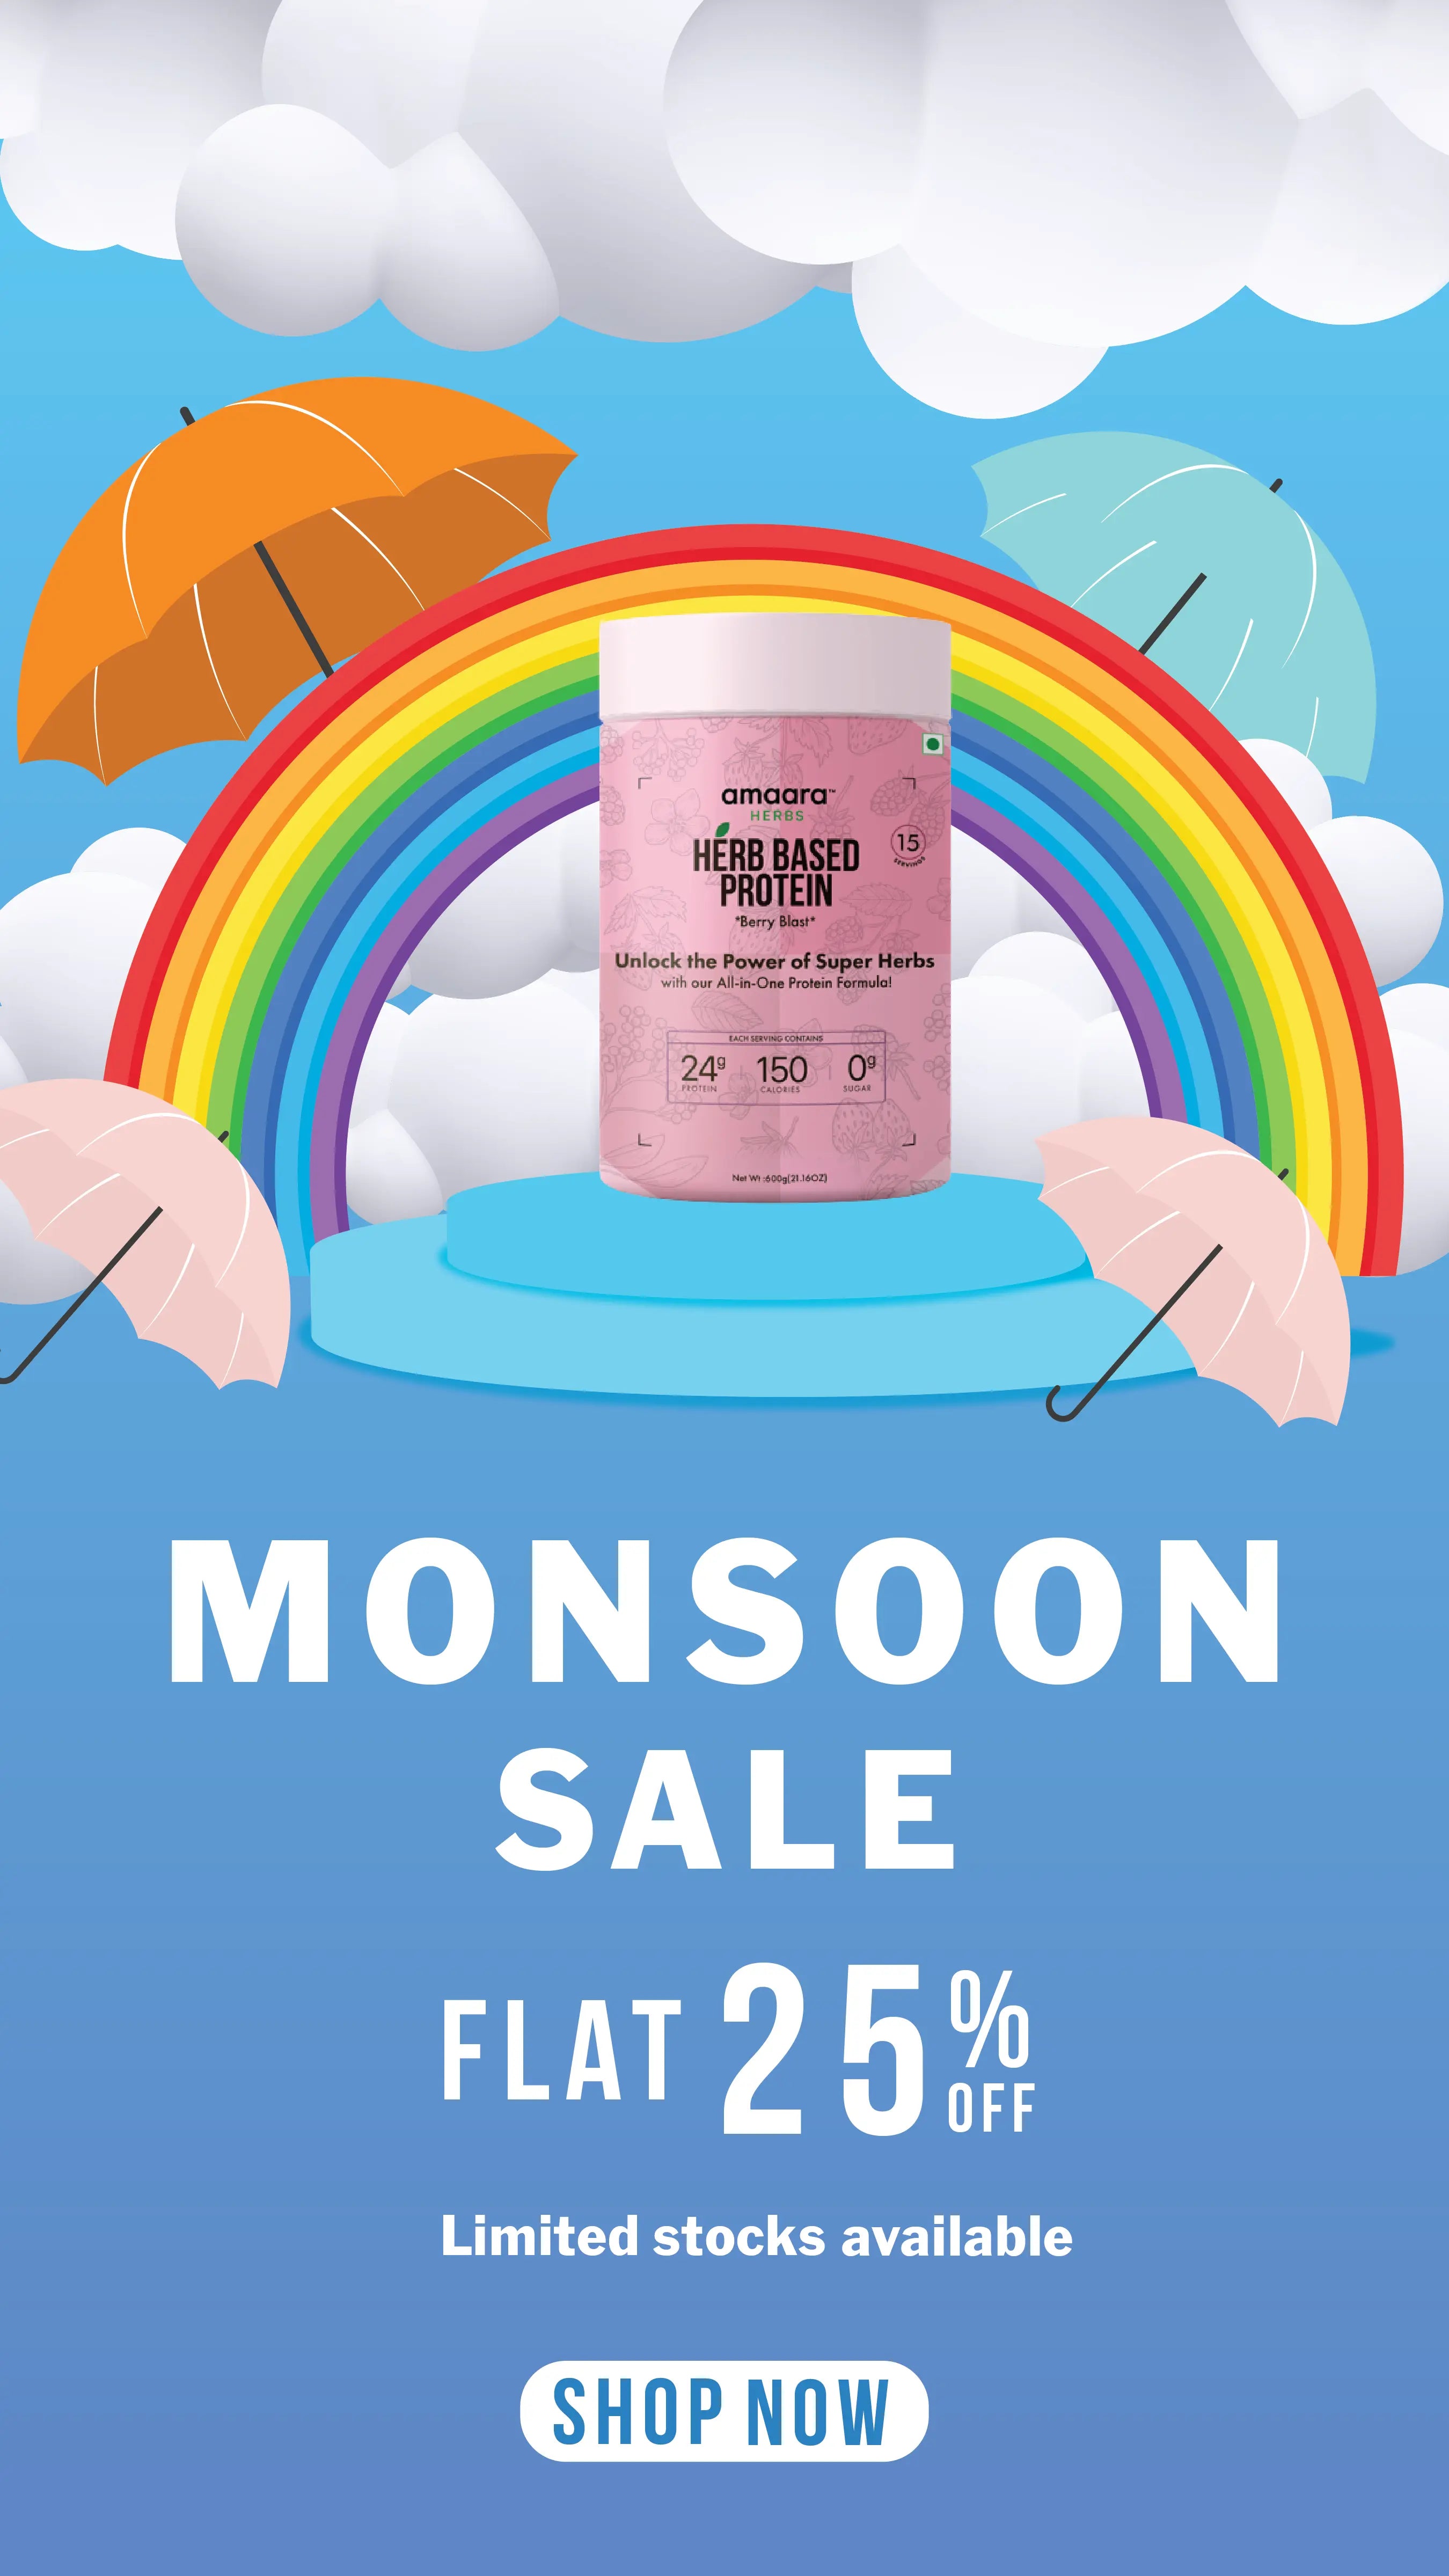 amaara™
HERBS
HERB BASED
PROTEIN
*Berry Blast*
15
SERVINGS
Unlock the Power of Super Herbs
with our All-in-One Protein Formula!
EACH SERVING CONTAINS
24g 150 0g
PROTEIN CALORIES SUGAR
Net Wt :600g(21.16OZ)
MONSOON
SALE
FLAT 25%
OFF
Limited stocks available
SHOP NOW